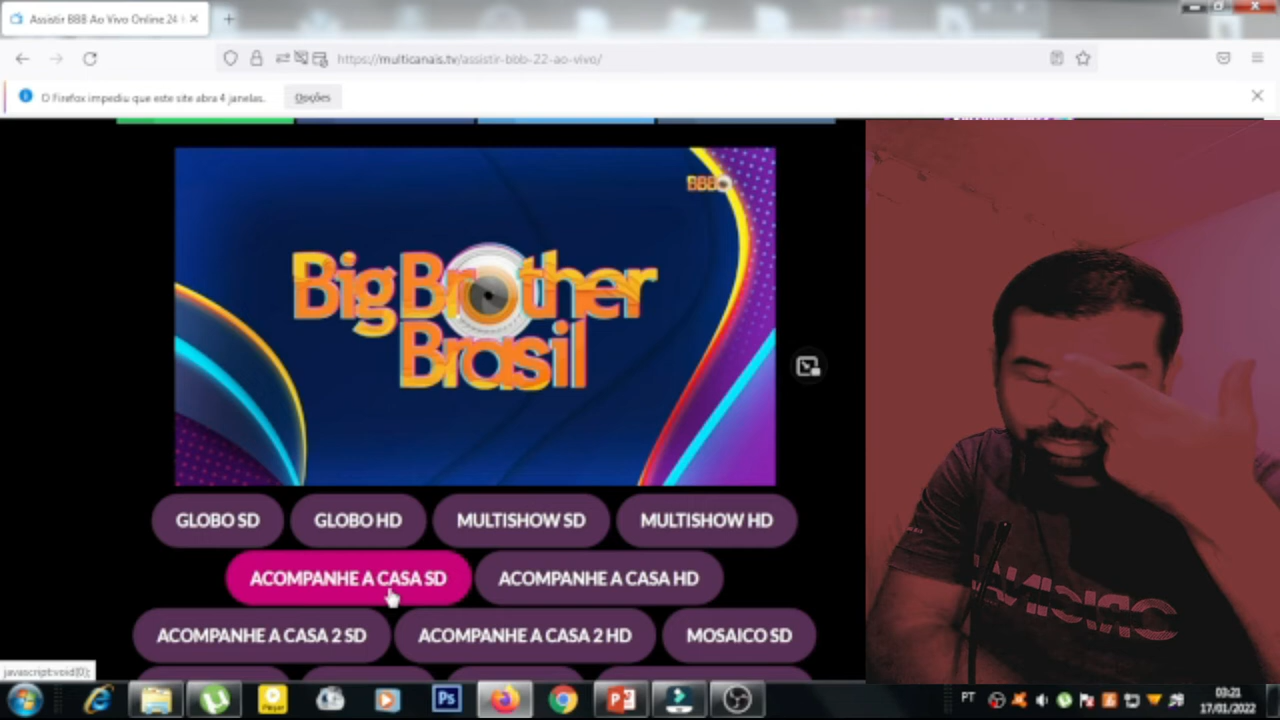 Assistir BBB Ao Vivo Online 24
https://multicanais.tv/assistir-bbb-22-ao-vivo/
O Firefox impediu que este site abra 4 janelas.
Opções
BBB
Big Brother
Brasil
GLOBO SD
GLOBO HD
MULTISHOW SD
MULTISHOW HD
ACOMPANHE A CASA SD
ACOMPANHE A CASA HD
ACOMPANHE A CASA 2 SD
ACOMPANHE A CASA 2 HD
MOSAICO SD
javascript:void(0);
Ps
PT
03:21
17/01/2022